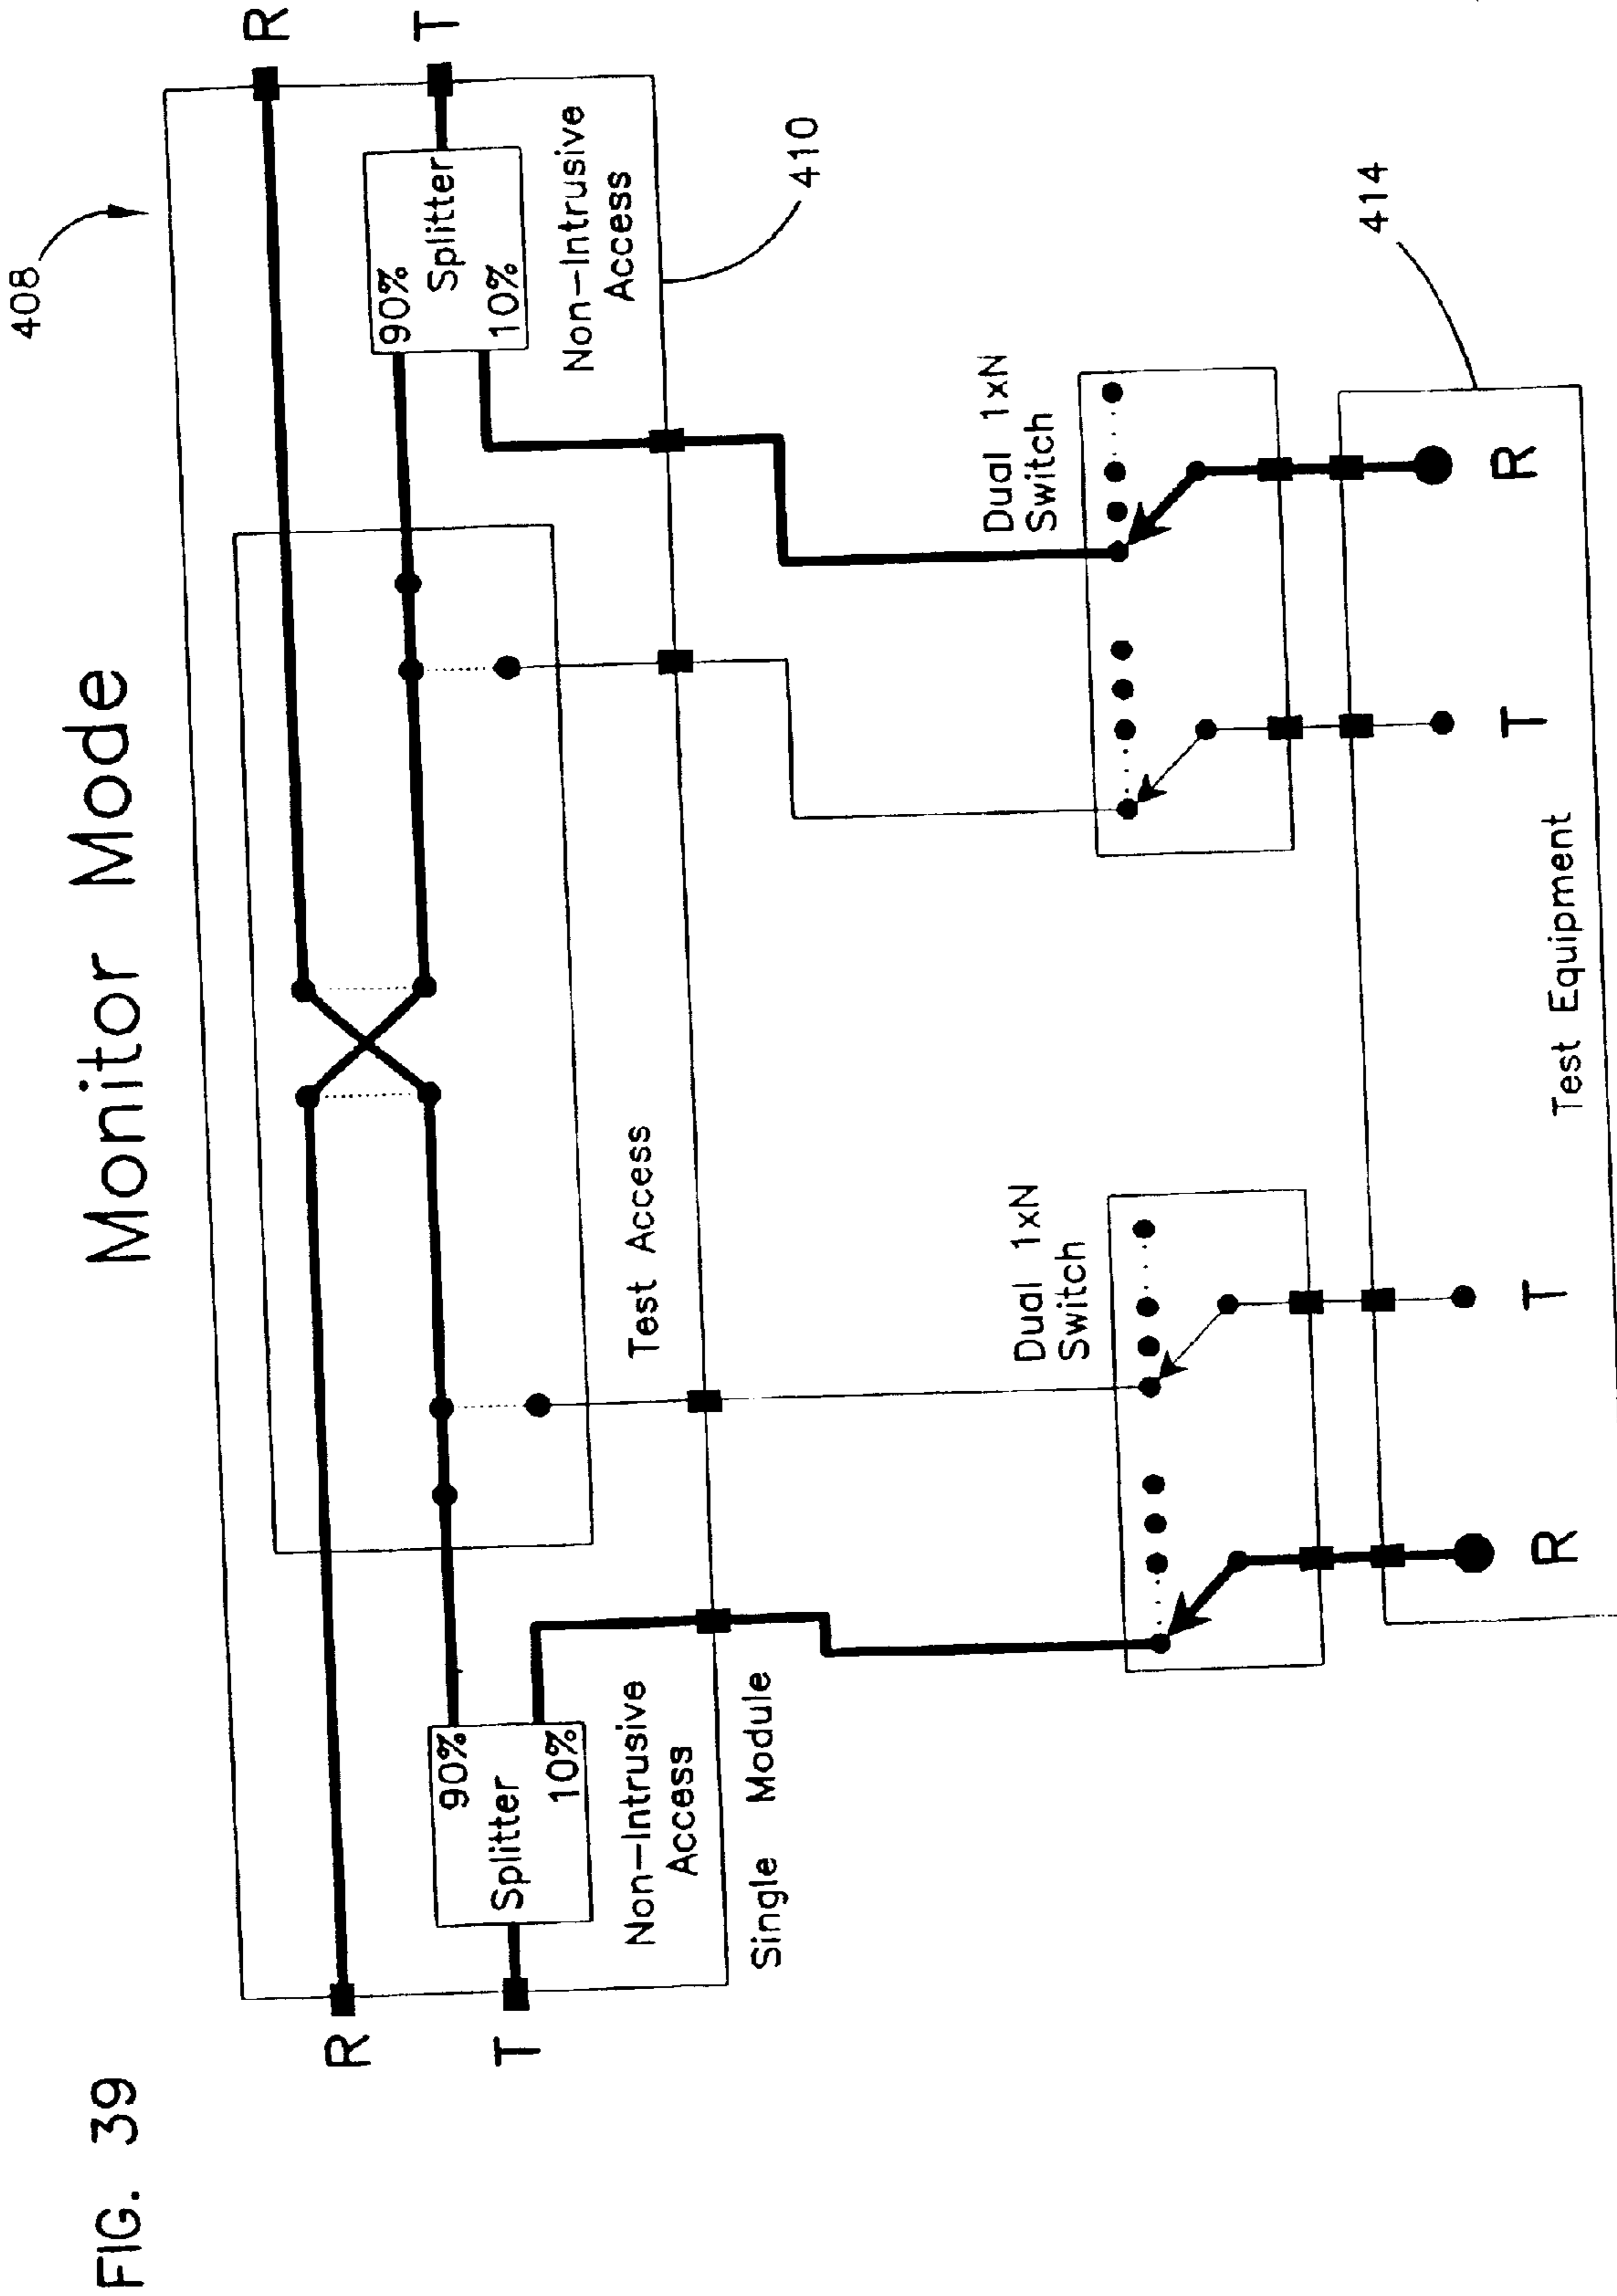 FIG. 39
Monitor Mode
408
R
R
T
T
Splitter
90%
10%
90%
Splitter
10%
Non-Intrusive
Access
Test Access
Non-Intrusive
Access
Single Module
410
Dual 1xN
Switch
Dual 1xN
Switch
414
R
T
T
R
Test Equipment